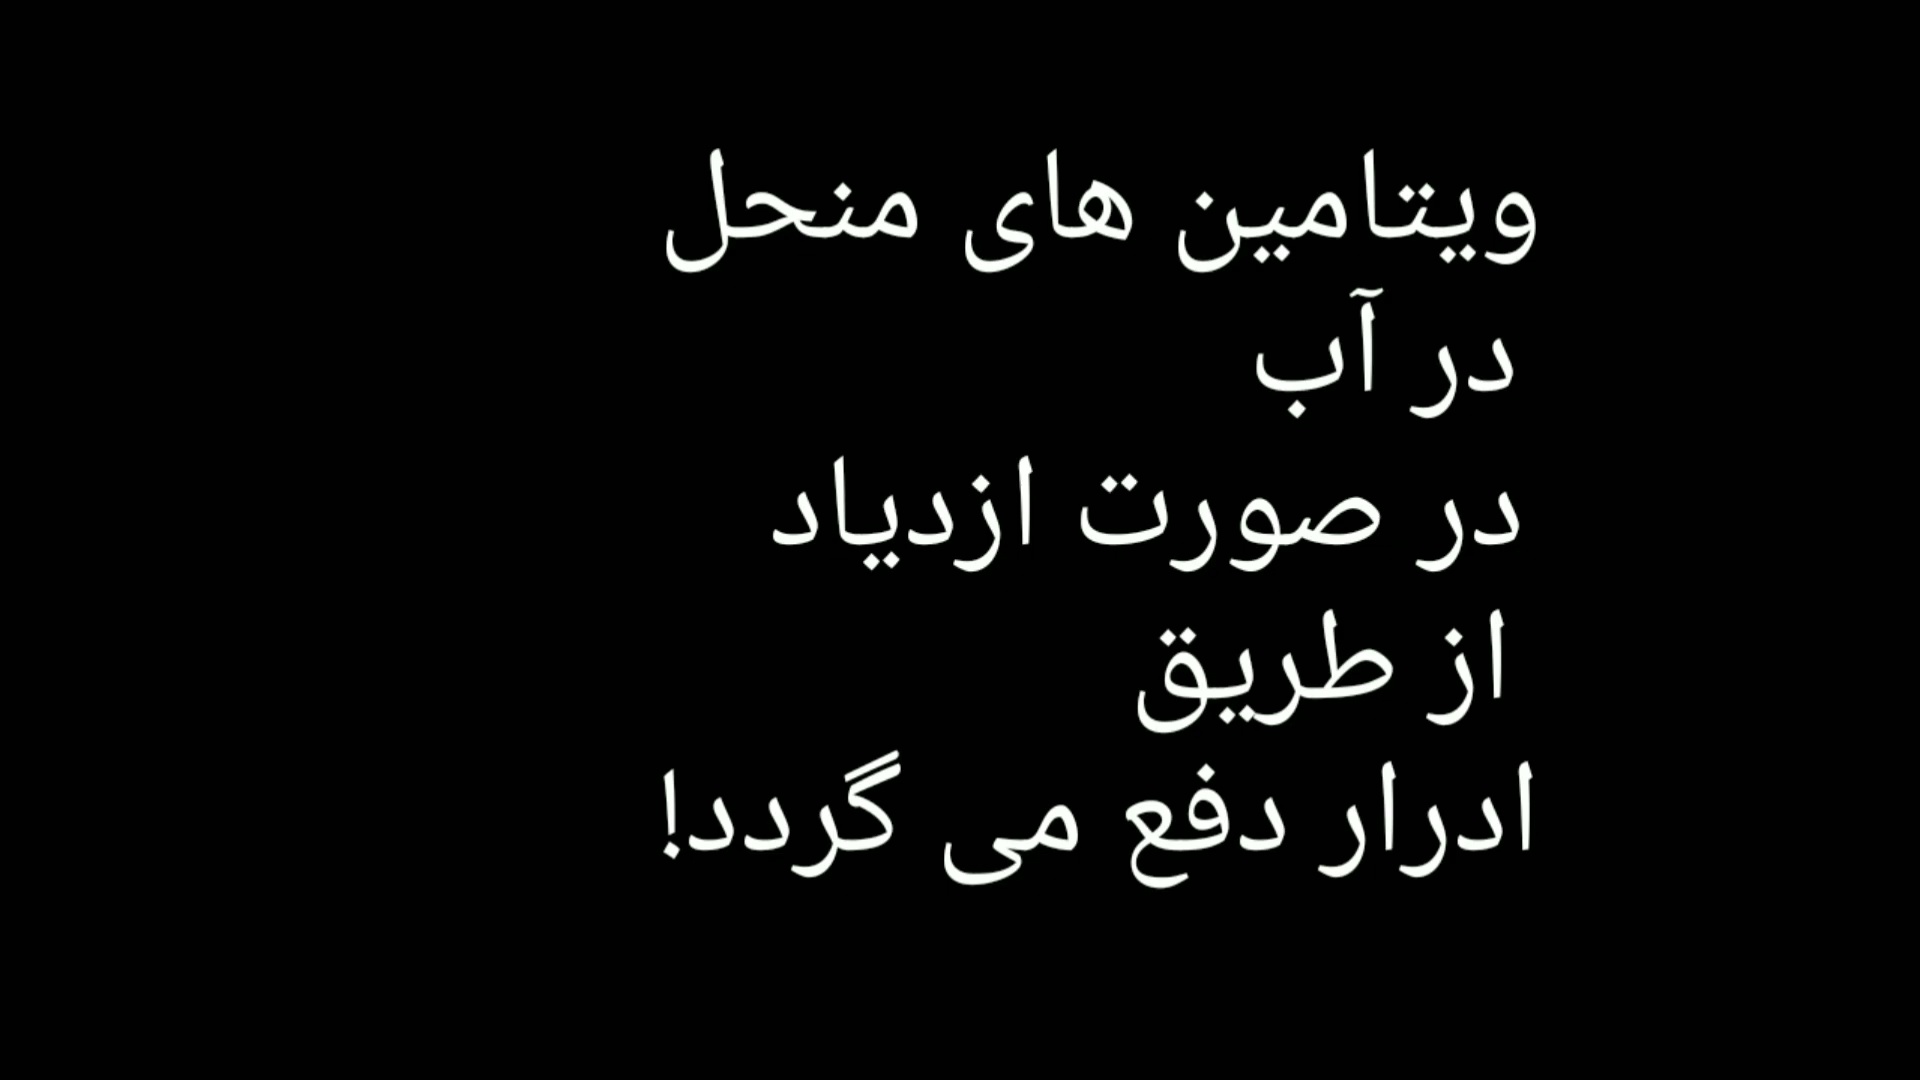 ویتامین های منحل
در آب
در صورت ازدیاد
از طریق
ادرار دفع می گردد!